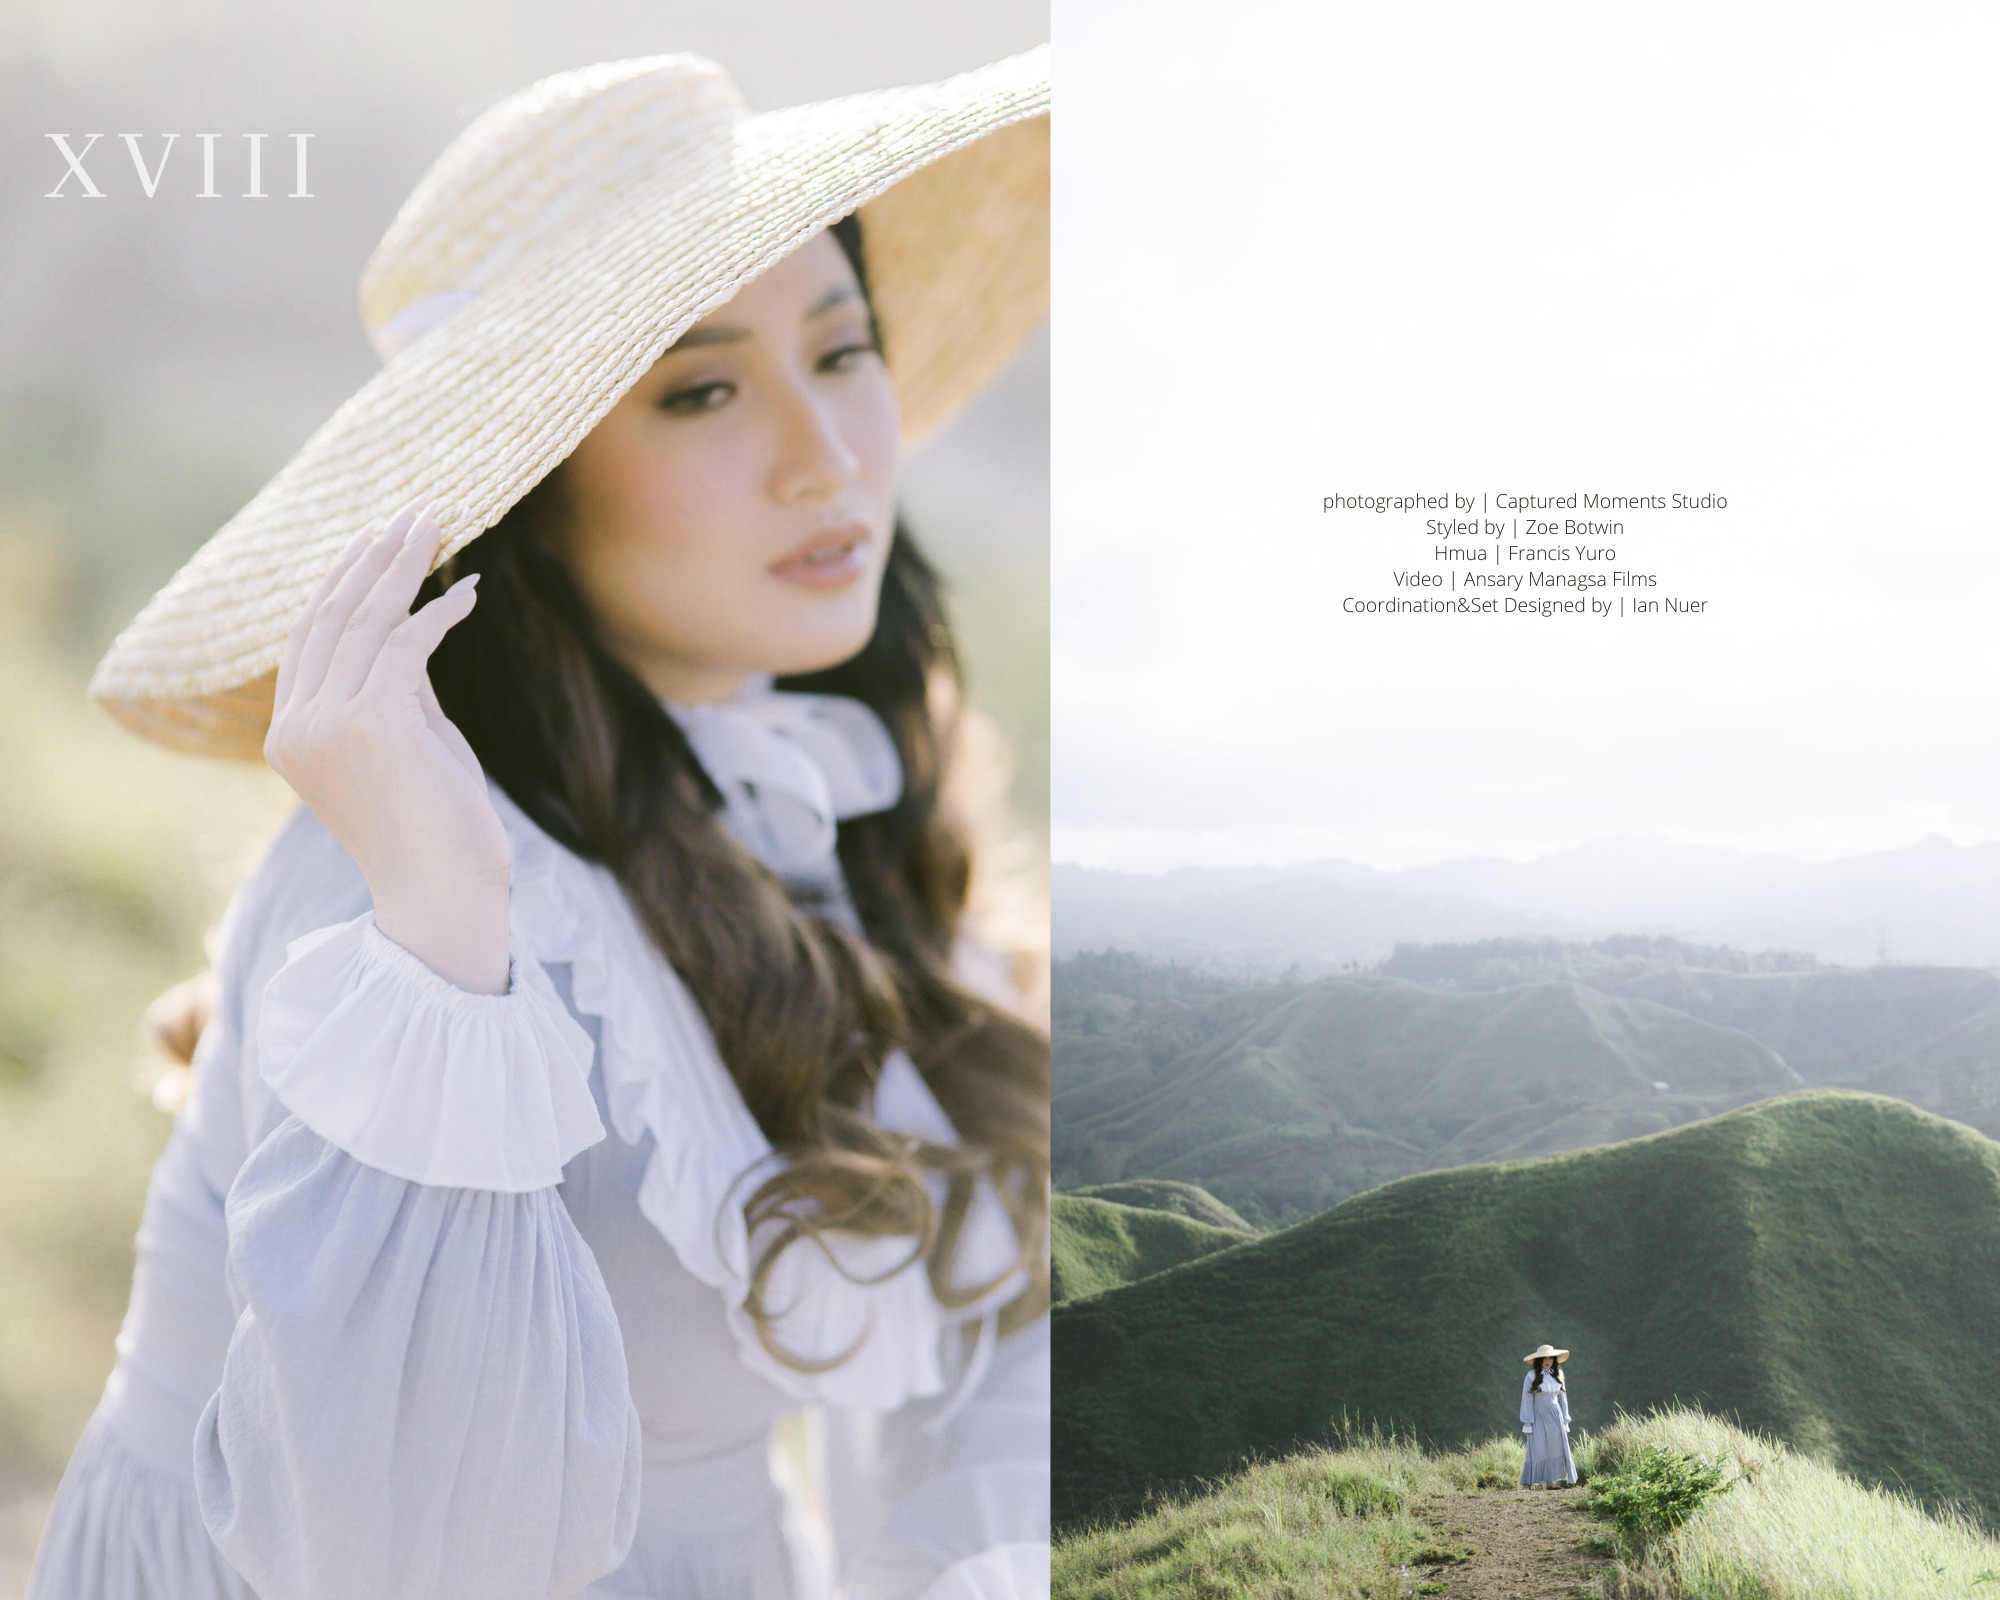 XVIII
photographed by | Captured Moments Studio
Styled by | Zoe Botwin
Hmua | Francis Yuro
Video | Ansary Managsa Films
Coordination&Set Designed by | Ian Nuer